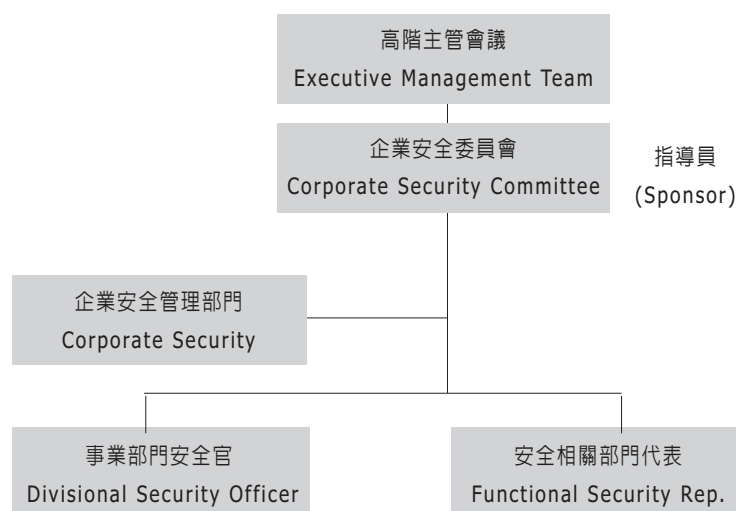 高階主管會議
Executive Management Team
企業安全委員會
Corporate Security Committee
指導員
(Sponsor)
企業安全管理部門
Corporate Security
事業部門安全官
Divisional Security Officer
安全相關部門代表
Functional Security Rep.